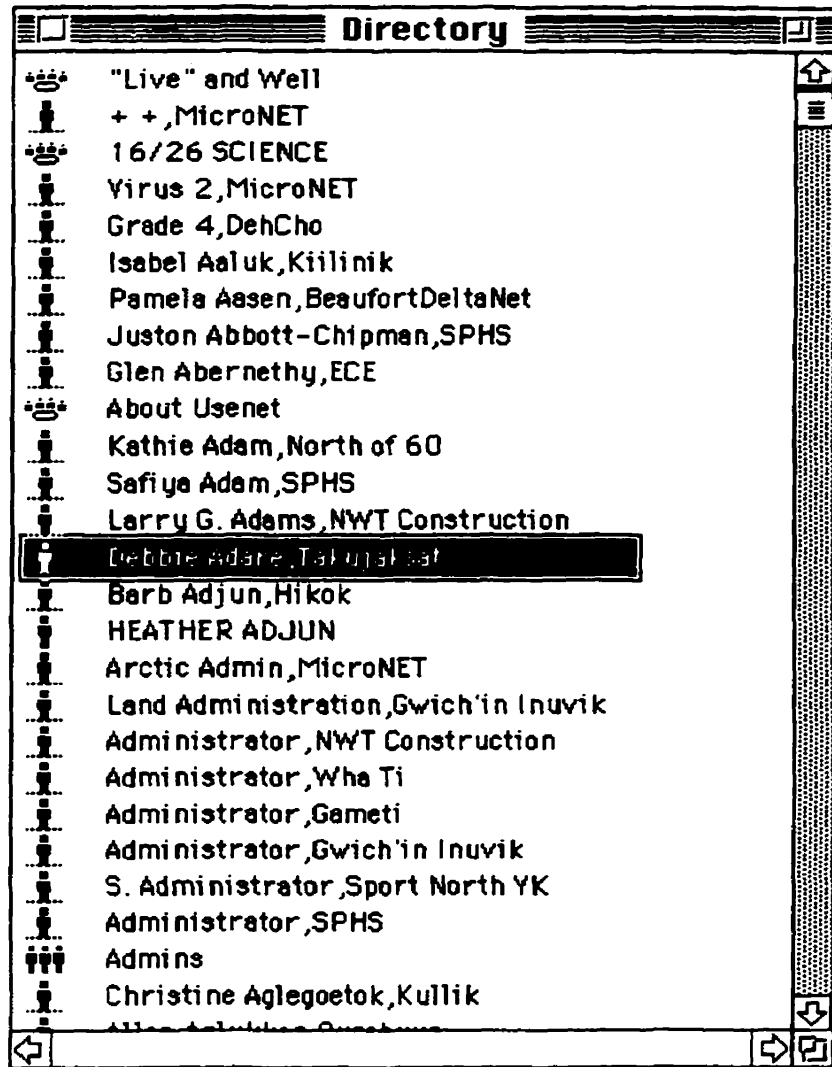 Directory
"Live" and Well
+ +,MicroNET
16/26 SCIENCE
Virus 2,MicroNET
Grade 4,DehCho
Isabel Aaluk,Kiilinik
Pamela Aasen,BeaufortDeltaNet
Juston Abbott-Chipman,SPHS
Glen Abernethy,ECE
About Usenet
Kathie Adam,North of 60
Safiya Adam,SPHS
Larry G. Adams,NWT Construction
Debbie Adare,Takujaksat
Barb Adjun,Hikok
HEATHER ADJUN
Arctic Admin,MicroNET
Land Administration,Gwich'in Inuvik
Administrator,NWT Construction
Administrator,Wha Ti
Administrator,Gameti
Administrator,Gwich'in Inuvik
S. Administrator,Sport North YK
Administrator,SPHS
Admins
Christine Aglegoetok,Kullik